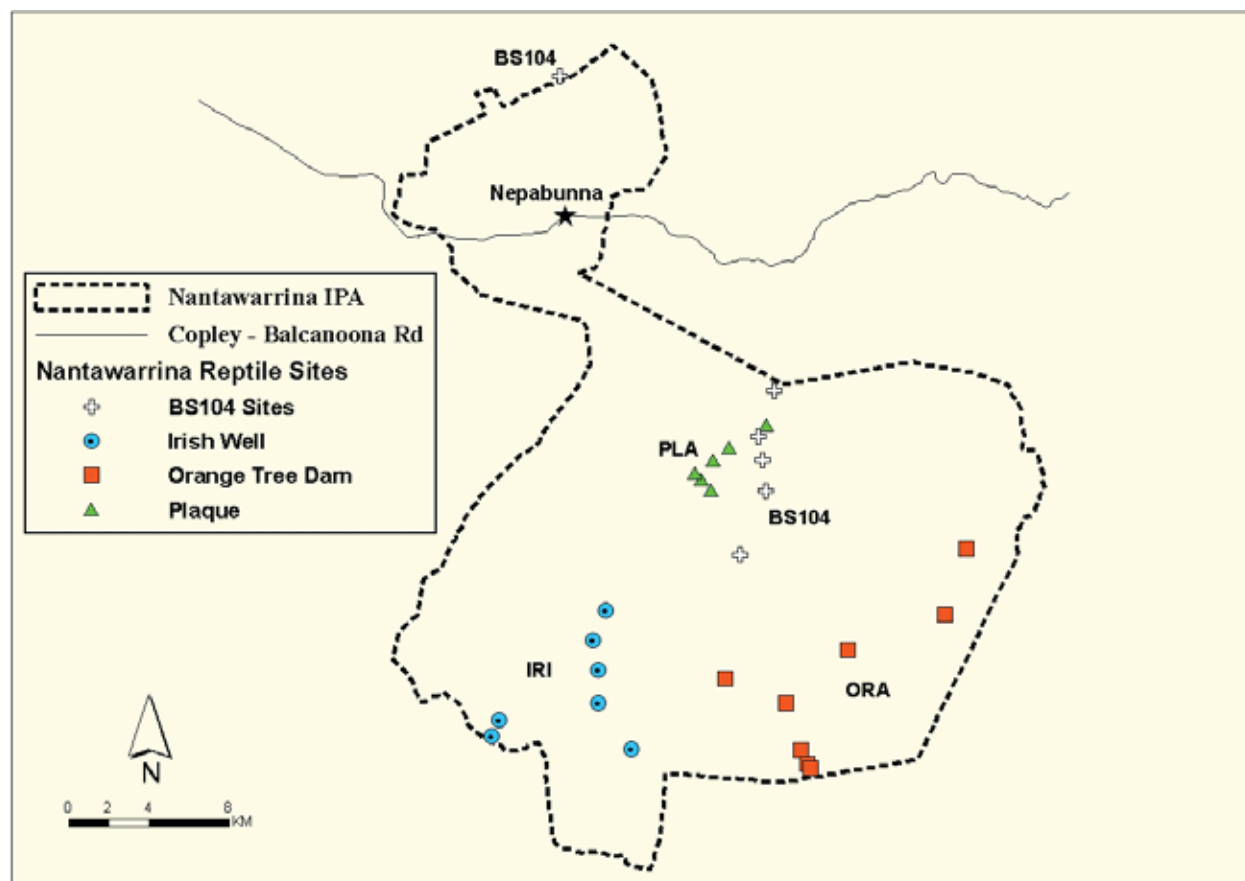 BS104
Nepabunna
Nantawarrina IPA
Copley - Balcanoona Rd
Nantawarrina Reptile Sites
BS104 Sites
Irish Well
Orange Tree Dam
Plaque
PLA
BS104
IRI
ORA
N
0 2 4 8
KM